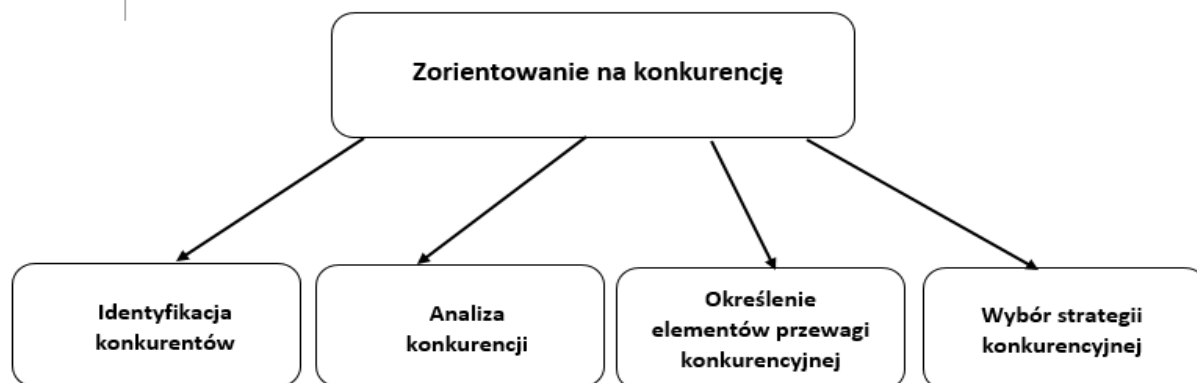 Zorientowanie na konkurencję
Identyfikacja
konkurentów
Analiza
konkurencji
Określenie
elementów przewagi
konkurencyjnej
Wybór strategii
konkurencyjnej